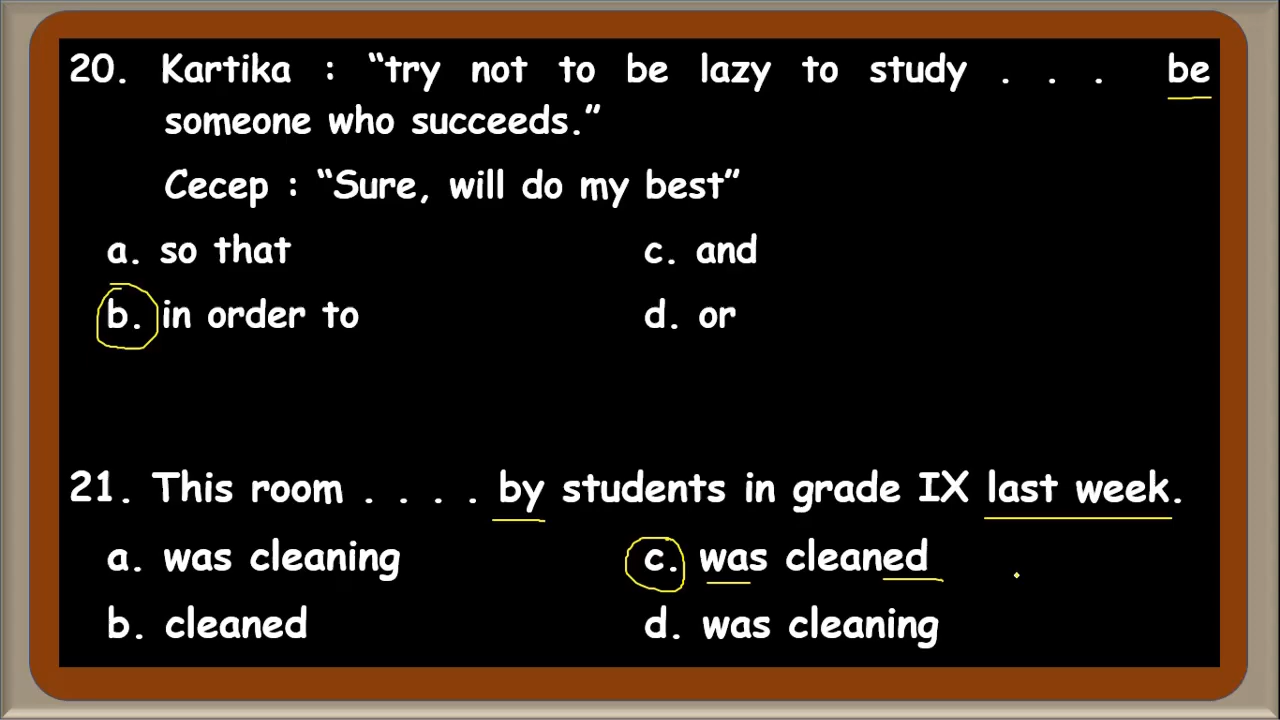 20. Kartika : “try not to be lazy to study . . . be
someone who succeeds.”
Cecep : “Sure, will do my best”
a. so that c. and
b. in order to d. or
21. This room . . . . by students in grade IX last week.
a. was cleaning c. was cleaned
b. cleaned d. was cleaning